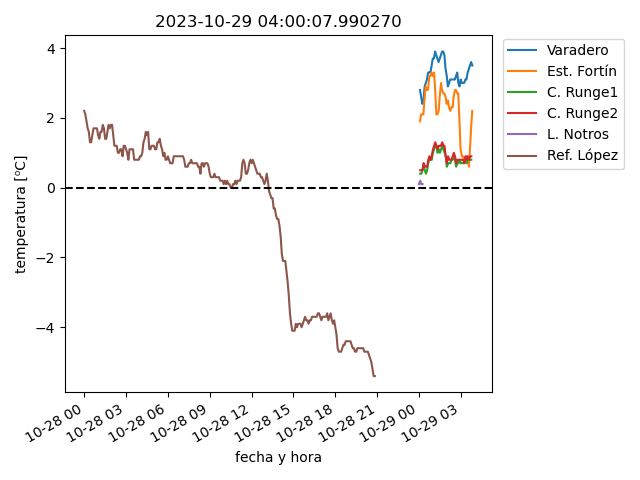 2023-10-29 04:00:07.990270
temperatura [°C]
4
2
0
−2
−4
10-28 00
10-28 03
10-28 06
10-28 09
10-28 12
10-28 15
10-28 18
10-28 21
10-29 00
10-29 03
fecha y hora
Varadero
Est. Fortín
C. Runge1
C. Runge2
L. Notros
Ref. López